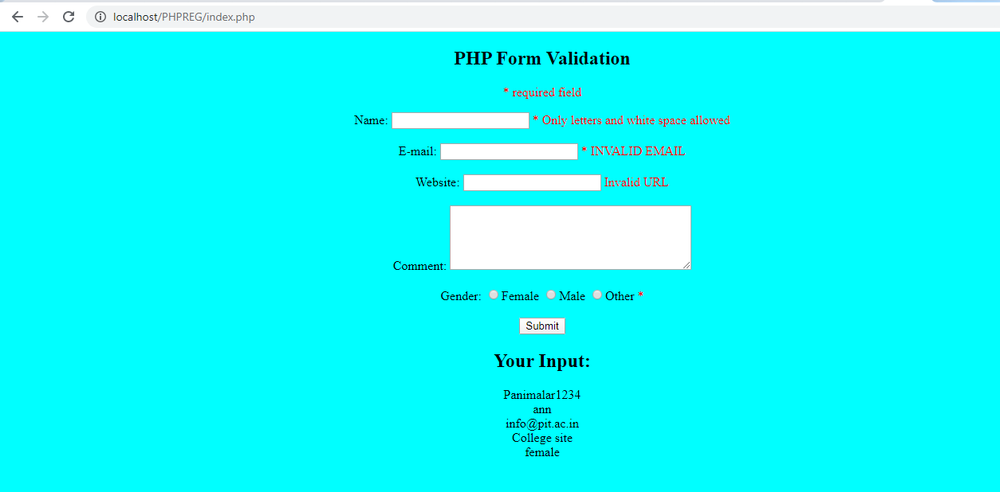 localhost/PHPREG/index.php
PHP Form Validation
* required field
Name: * Only letters and white space allowed
E-mail: * INVALID EMAIL
Website: Invalid URL
Comment:
Gender: Female Male Other *
Submit
Your Input:
Panimalar1234
ann
info@pit.ac.in
College site
female